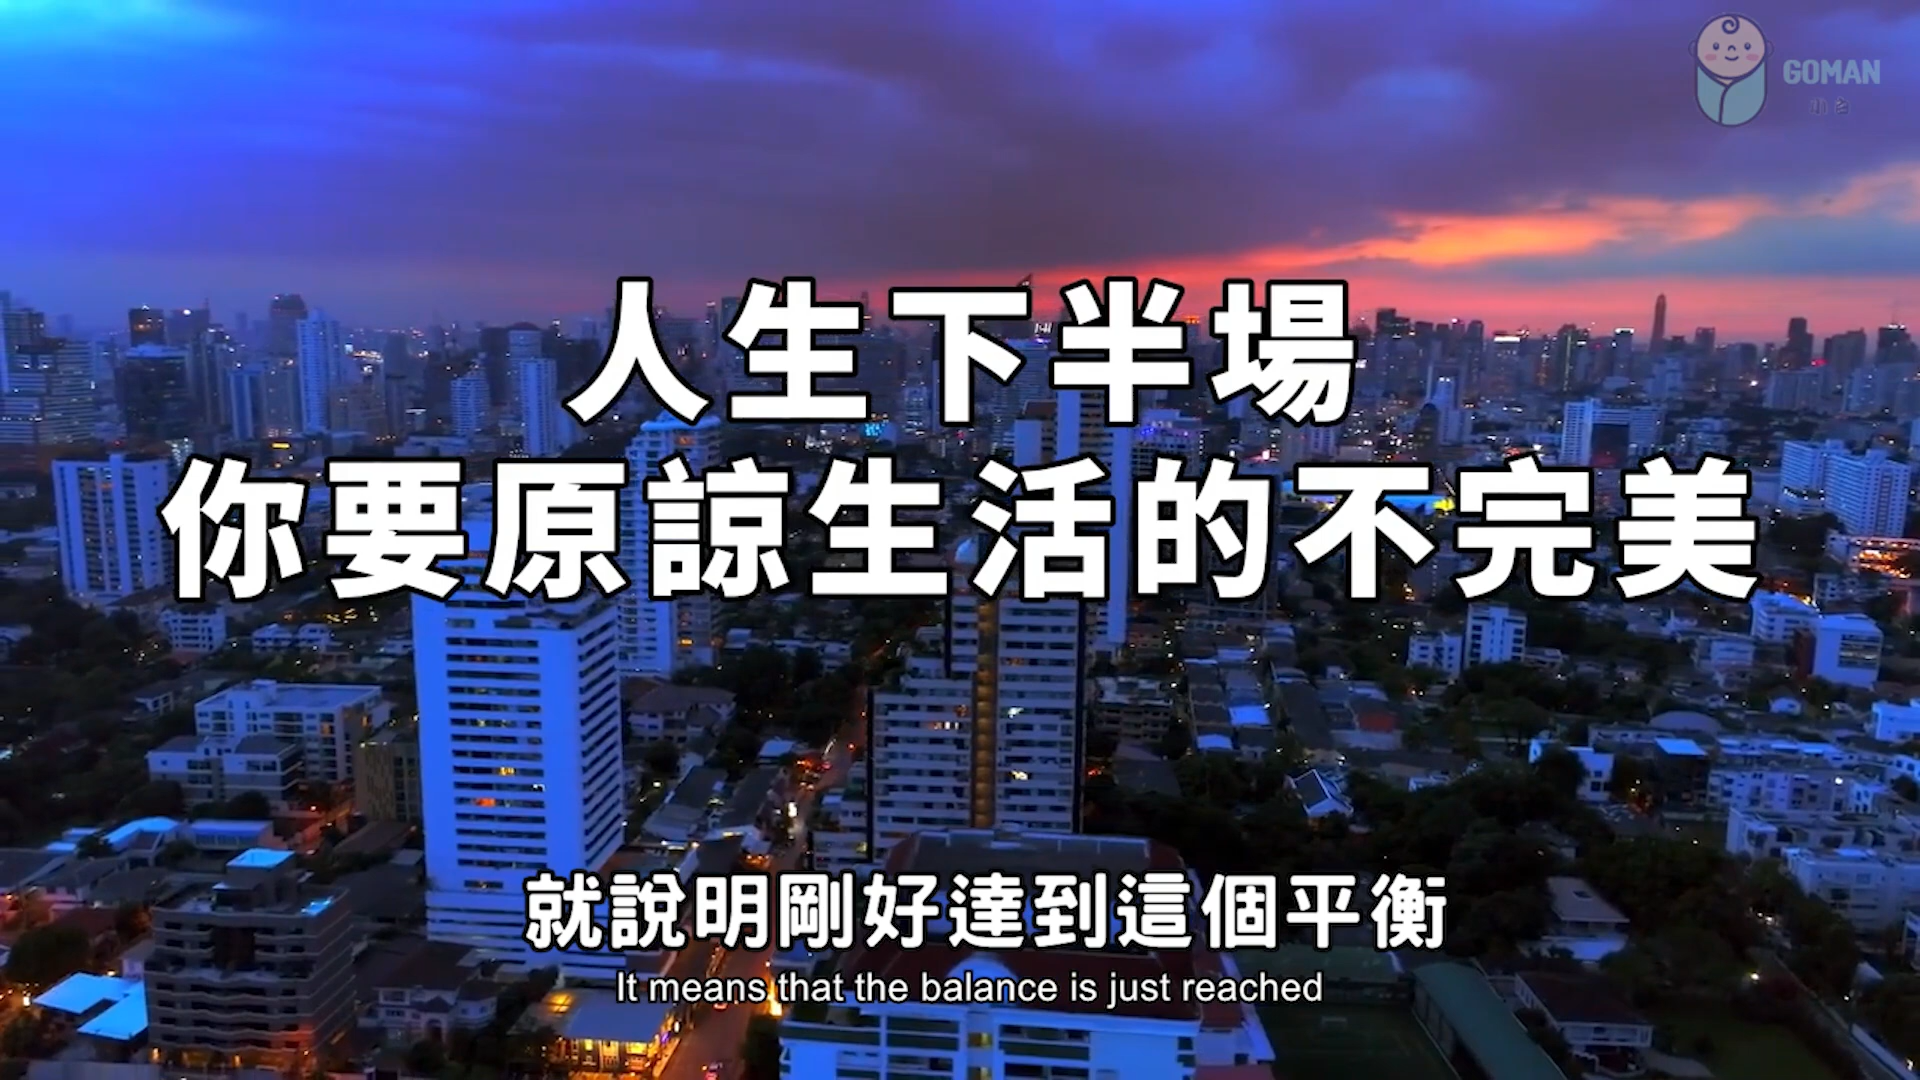 GOMAN
人生下半場
你要原諒生活的不完美
就說明剛好達到這個平衡
It means that the balance is just reached